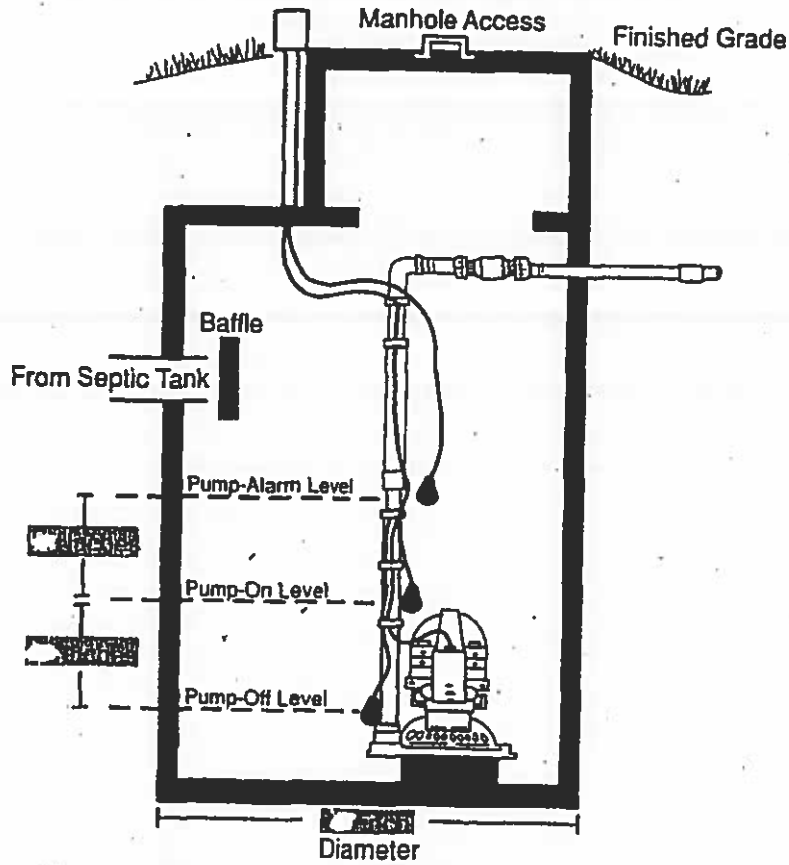 Manhole Access
Finished Grade
Baffle
From Septic Tank
Pump-Alarm Level
Pump-On Level
Pump-Off Level
Diameter